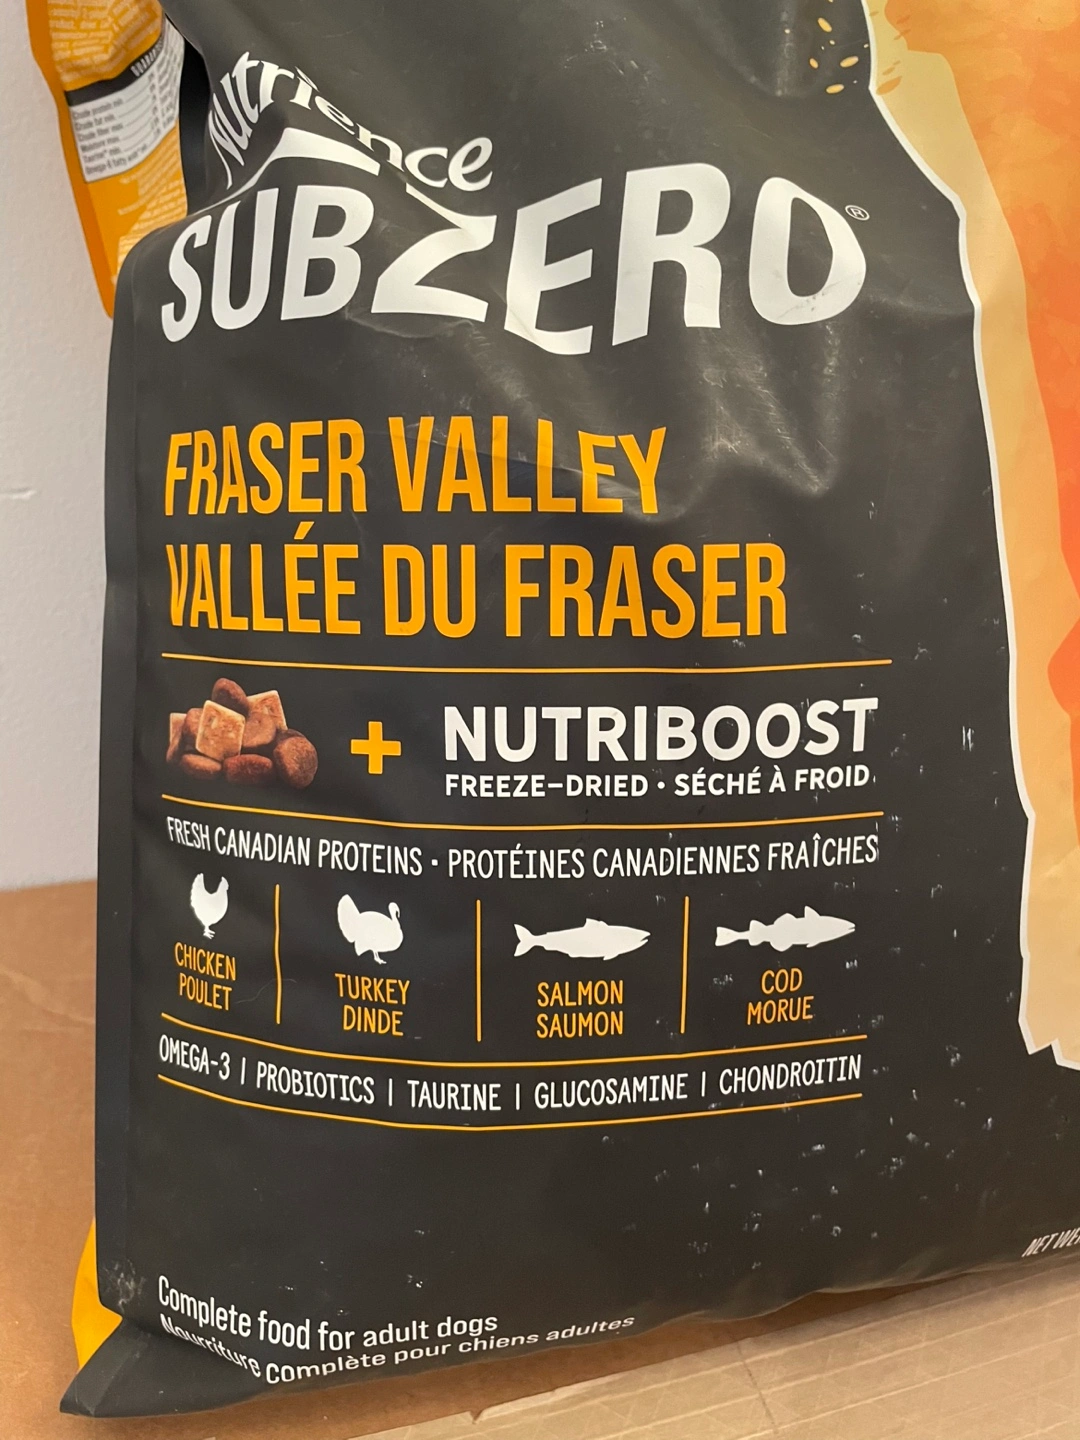 Nutrience
SUBZERO®
FRASER VALLEY
VALLÉE DU FRASER
+ NUTRIBOOST
FREEZE-DRIED · SÉCHÉ À FROID
FRESH CANADIAN PROTEINS · PROTÉINES CANADIENNES FRAÎCHES
CHICKEN
POULET
TURKEY
DINDE
SALMON
SAUMON
COD
MORUE
OMEGA-3 | PROBIOTICS | TAURINE | GLUCOSAMINE | CHONDROITIN
Complete food for adult dogs
Nourriture complète pour chiens adultes
NET